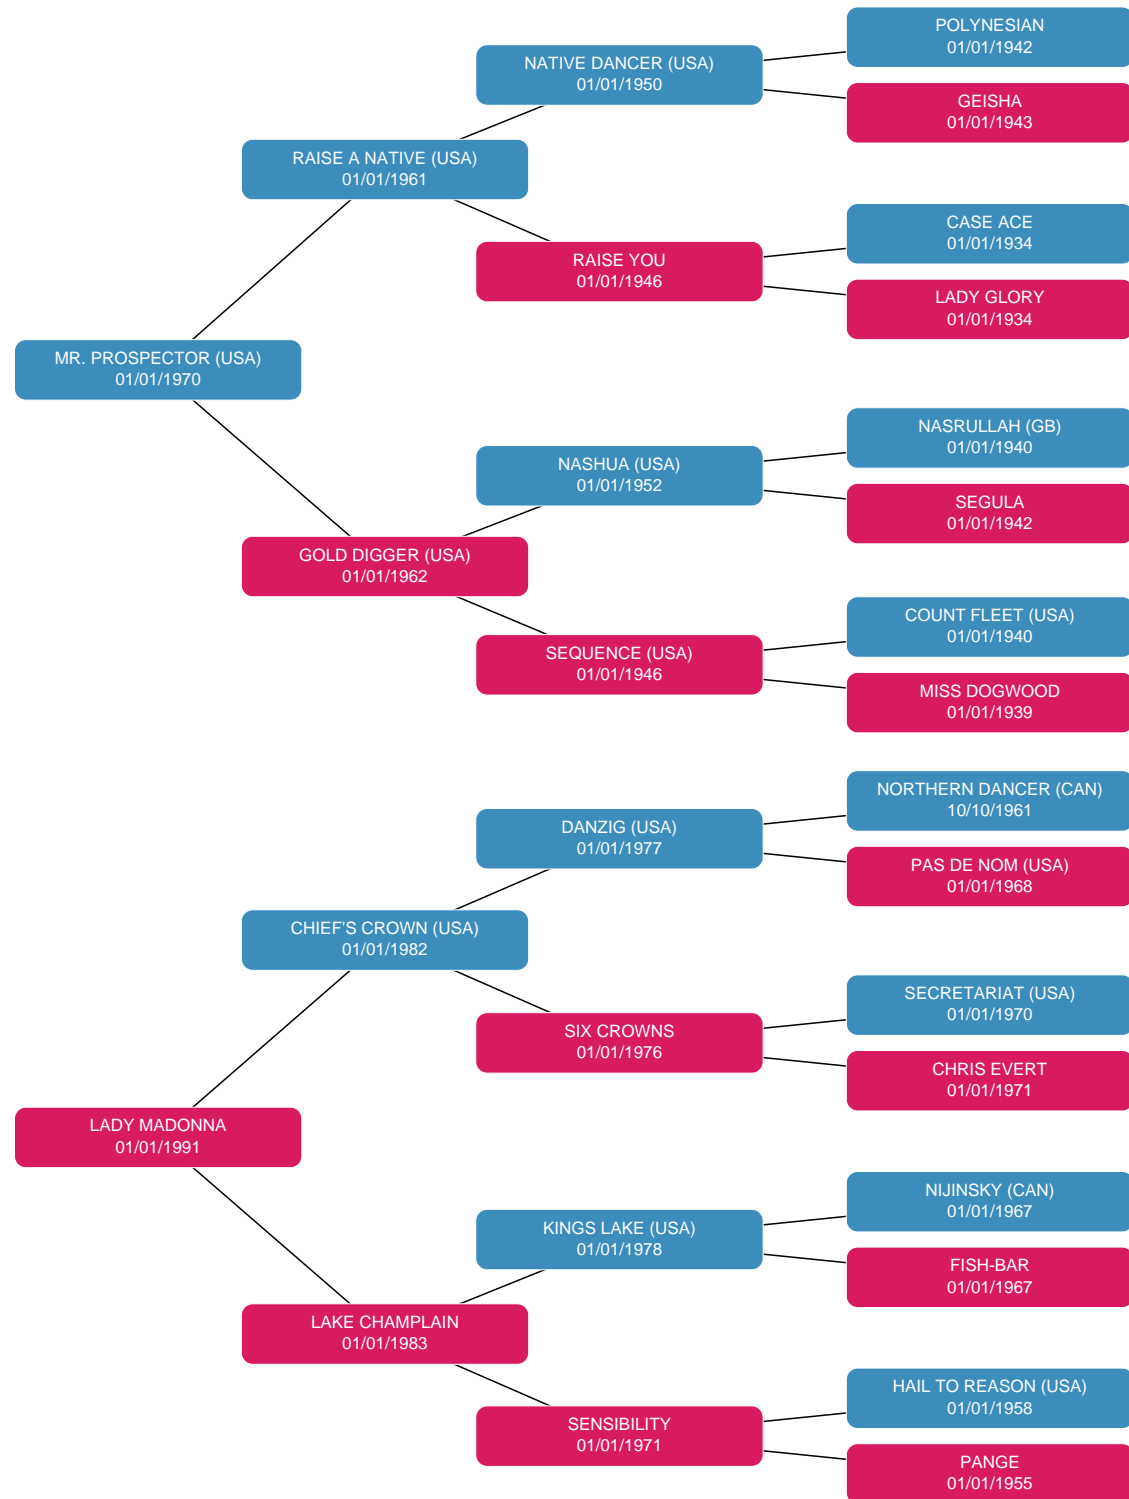 POLYNESIAN
01/01/1942
NATIVE DANCER (USA)
01/01/1950
GEISHA
01/01/1943
RAISE A NATIVE (USA)
01/01/1961
CASE ACE
01/01/1934
RAISE YOU
01/01/1946
LADY GLORY
01/01/1934
MR. PROSPECTOR (USA)
01/01/1970
NASRULLAH (GB)
01/01/1940
NASHUA (USA)
01/01/1952
SEGULA
01/01/1942
GOLD DIGGER (USA)
01/01/1962
COUNT FLEET (USA)
01/01/1940
SEQUENCE (USA)
01/01/1946
MISS DOGWOOD
01/01/1939
NORTHERN DANCER (CAN)
10/10/1961
DANZIG (USA)
01/01/1977
PAS DE NOM (USA)
01/01/1968
CHIEF'S CROWN (USA)
01/01/1982
SECRETARIAT (USA)
01/01/1970
SIX CROWNS
01/01/1976
CHRIS EVERT
01/01/1971
LADY MADONNA
01/01/1991
NIJINSKY (CAN)
01/01/1967
KINGS LAKE (USA)
01/01/1978
FISH-BAR
01/01/1967
LAKE CHAMPLAIN
01/01/1983
HAIL TO REASON (USA)
01/01/1958
SENSIBILITY
01/01/1971
PANGE
01/01/1955